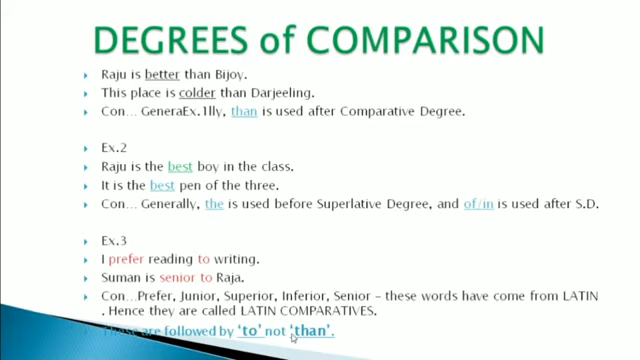 DEGREES of COMPARISON
Raju is better than Bijoy.
This place is colder than Darjeeling.
Con... GeneraEx.1lly, than is used after Comparative Degree.
Ex.2
Raju is the best boy in the class.
It is the best pen of the three.
Con... Generally, the is used before Superlative Degree, and of/in is used after S.D.
Ex.3
I prefer reading to writing.
Suman is senior to Raja.
Con...Prefer, Junior, Superior, Inferior, Senior – these words have come from LATIN
. Hence they are called LATIN COMPARATIVES.
These are followed by ‘to’ not ‘than’.